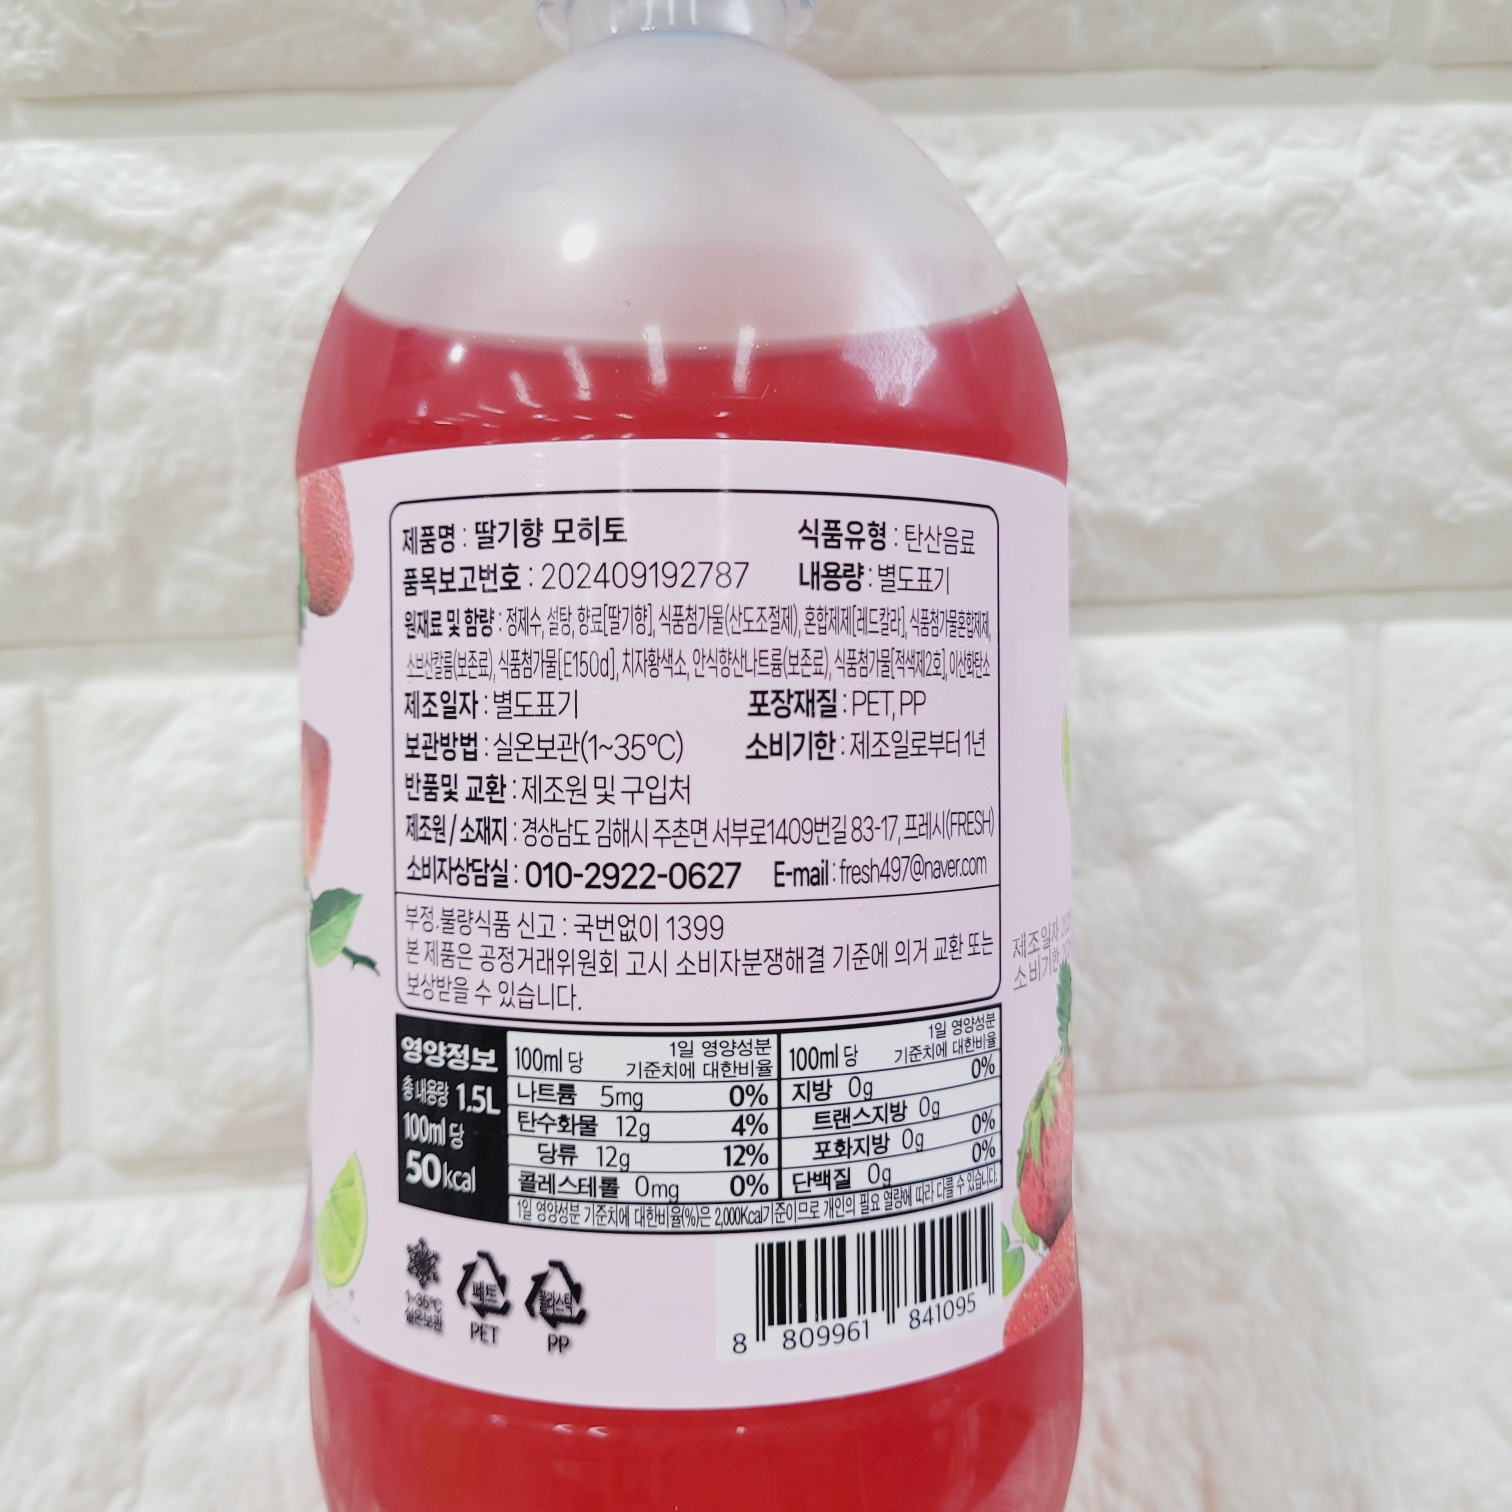 제품명 : 딸기향 모히토 식품유형 : 탄산음료
품목보고번호 : 202409192787 내용량 : 별도표기
원재료 및 함량 : 정제수, 설탕, 향료[딸기향], 식품첨가물(산도조절제), 혼합제제[레드칼라], 식품첨가물혼합제제,
소브산칼륨(보존료), 식품첨가물[E150d], 치자황색소, 안식향산나트륨(보존료), 식품첨가물[적색제2호], 이산화탄소
제조일자 : 별도표기 포장재질 : PET, PP
보관방법 : 실온보관(1~35℃) 소비기한 : 제조일로부터 1년
반품및 교환 : 제조원 및 구입처
제조원 / 소재지 : 경상남도 김해시 주촌면 서부로1409번길 83-17, 프레시(FRESH)
소비자상담실 : 010-2922-0627 E-mail : fresh497@naver.com
부정.불량식품 신고 : 국번없이 1399
본 제품은 공정거래위원회 고시 소비자분쟁해결 기준에 의거 교환 또는
보상받을 수 있습니다.
제조일자
소비기한
영양정보
총 내용량 1.5L
100ml 당
50kcal
100ml 당 1일 영양성분 기준치에 대한비율
나트륨 5mg 0%
탄수화물 12g 4%
당류 12g 12%
콜레스테롤 0mg 0%
100ml 당 1일 영양성분 기준치에 대한비율
지방 0g 0%
트랜스지방 0g
포화지방 0g 0%
단백질 0g 0%
1일 영양성분 기준치에 대한비율(%)은 2,000Kcal기준이므로 개인의 필요 열량에 따라 다를 수 있습니다.
1~35℃
실온보관
페트
PET
플라스틱
PP
8 809961 841095